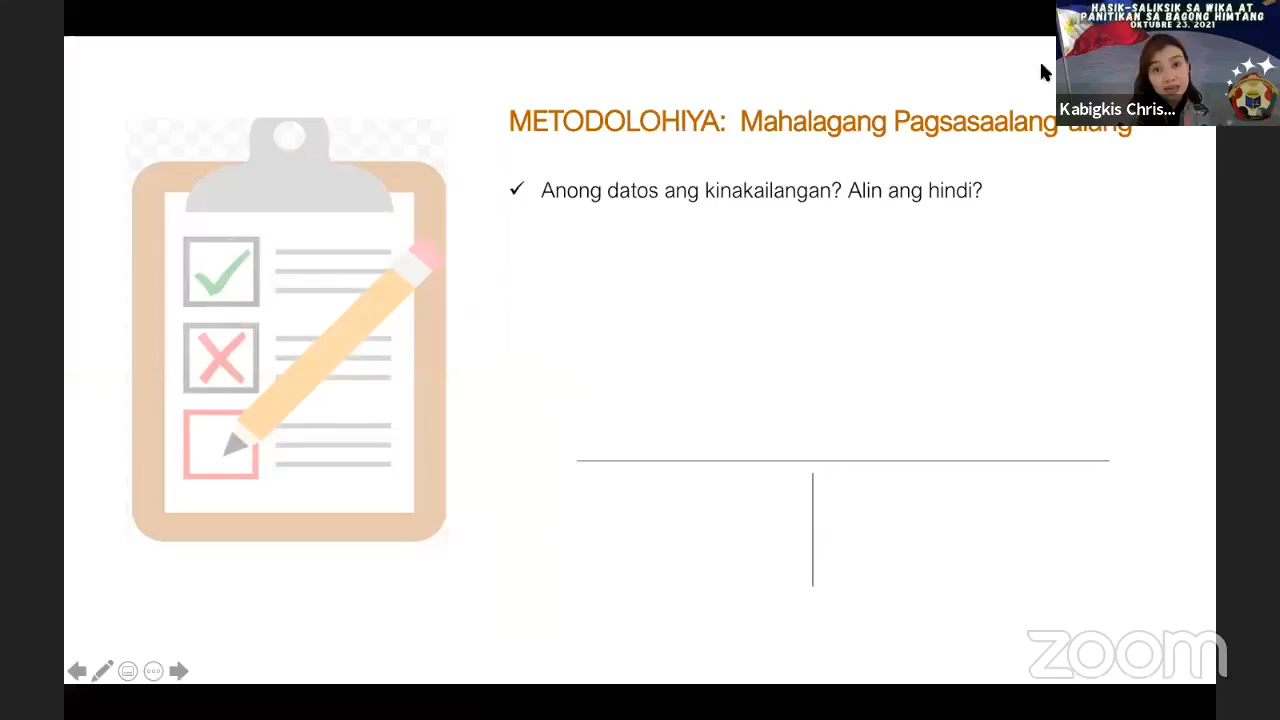 HASIK-SALIKSIK SA WIKA AT
PANITIKAN SA BAGONG HIMTANG
OKTUBRE 23, 2021
Kabigkis Chris...
METODOLOHIYA: Mahalagang Pagsasaalang-alang
✓ Anong datos ang kinakailangan? Alin ang hindi?
zoom